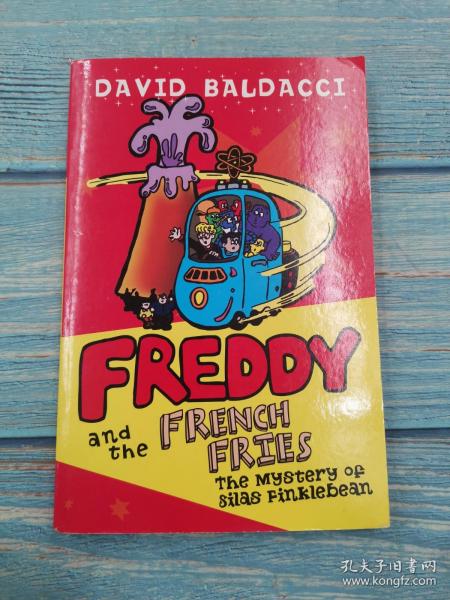 DAVID BALDACCI
FREDDY
and the FRENCH FRIES
The Mystery of
Silas Finklebean
孔夫子旧书网
www.kongfz.com